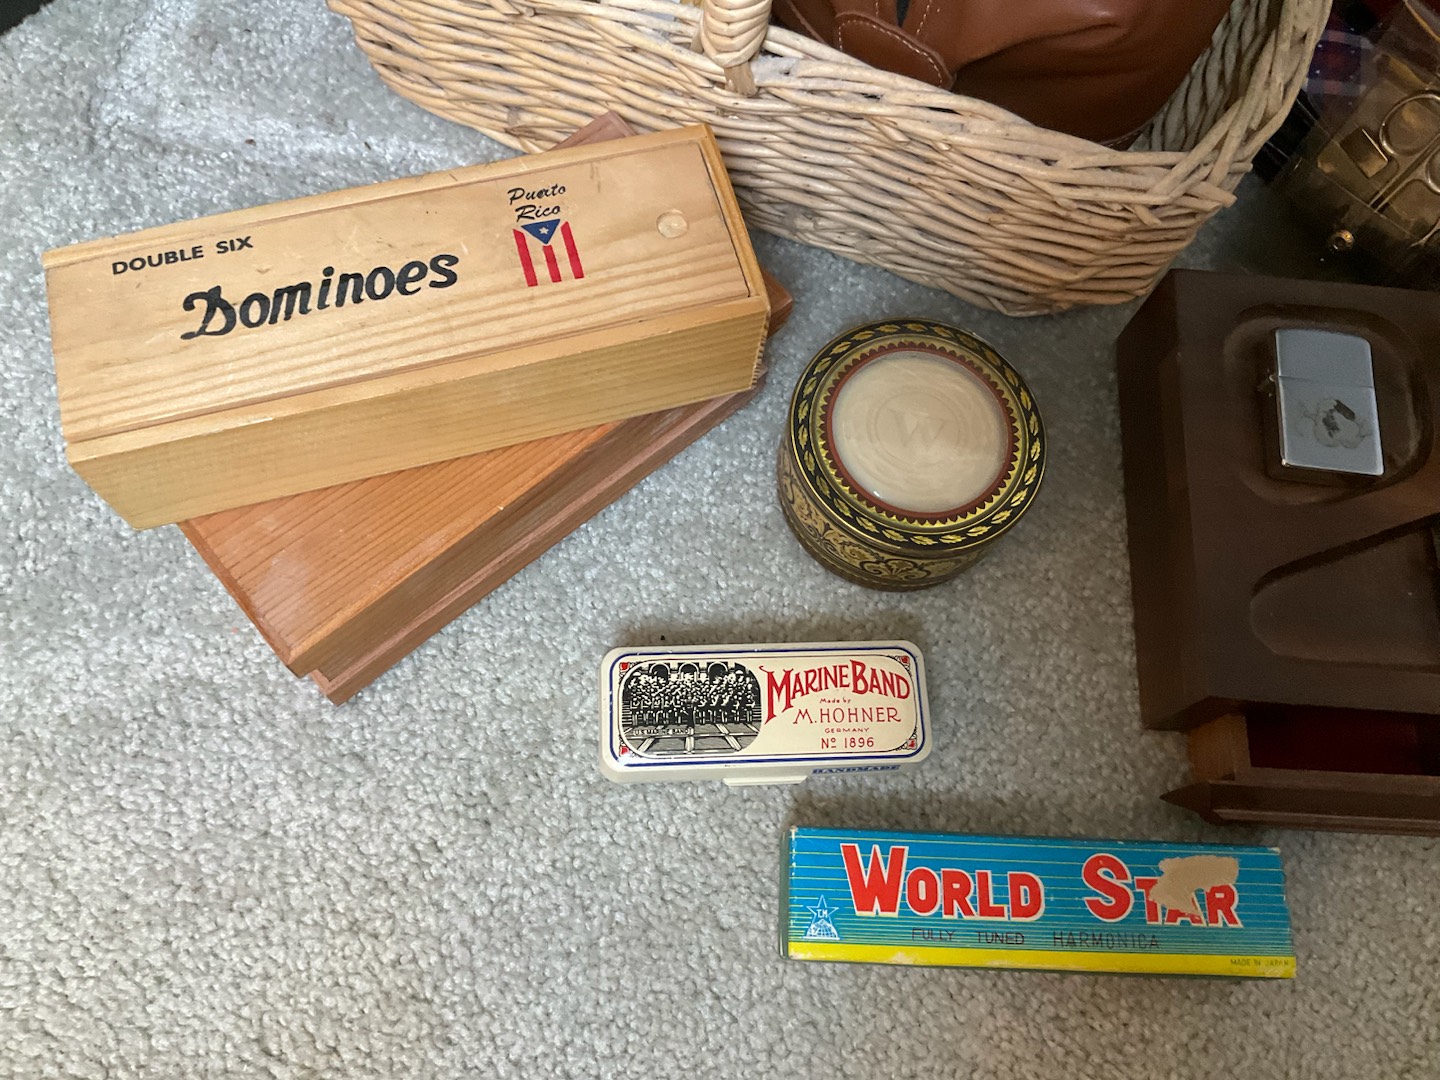 DOUBLE SIX
Dominoes
Puerto
Rico
W
MARINE BAND
Made by
M. HOHNER
GERMANY
Nº 1896
U.S. MARINE BAND
HANDMADE
WORLD STAR
T.M.
FULLY TUNED HARMONICA
MADE IN JAPAN